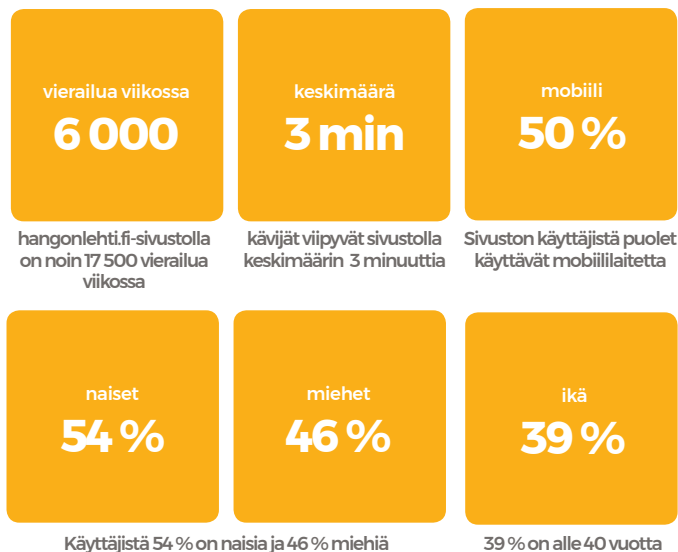 vierailua viikossa
6 000
hangonlehti.fi-sivustolla
on noin 17 500 vierailua
viikossa
keskimäärä
3 min
kävijät viipyvät sivustolla
keskimäärin 3 minuuttia
mobiili
50 %
Sivuston käyttäjistä puolet
käyttävät mobiililaitetta
naiset
54 %
miehet
46 %
Käyttäjistä 54 % on naisia ja 46 % miehiä
ikä
39 %
39 % on alle 40 vuotta